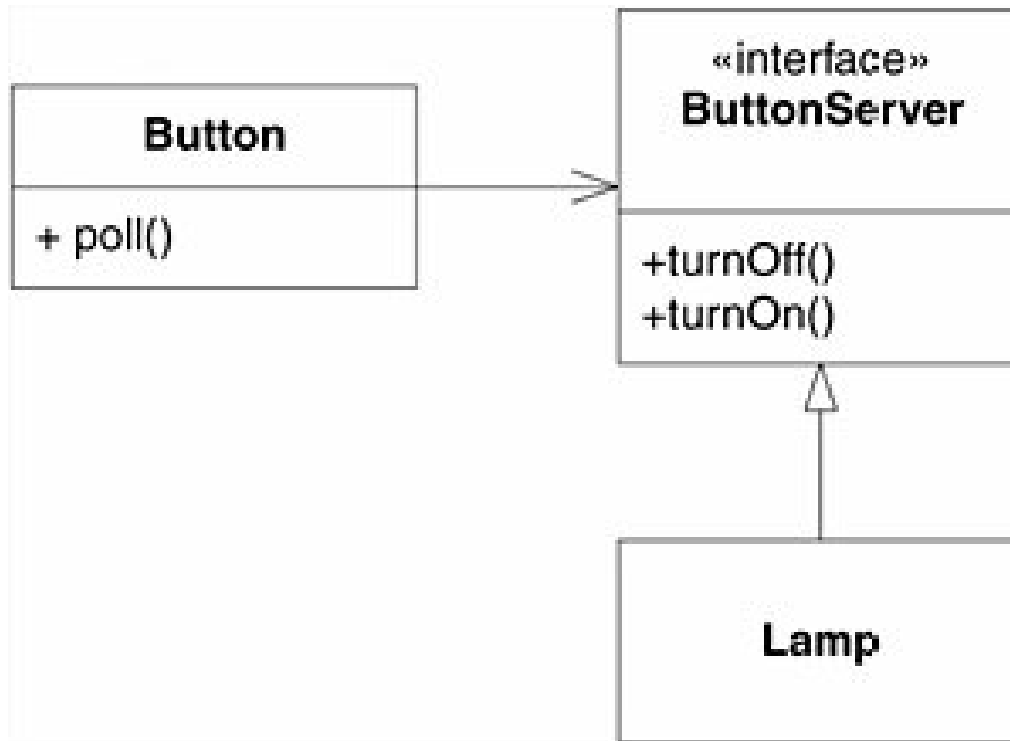 Button
+ poll()
«interface»
ButtonServer
+turnOff()
+turnOn()
Lamp